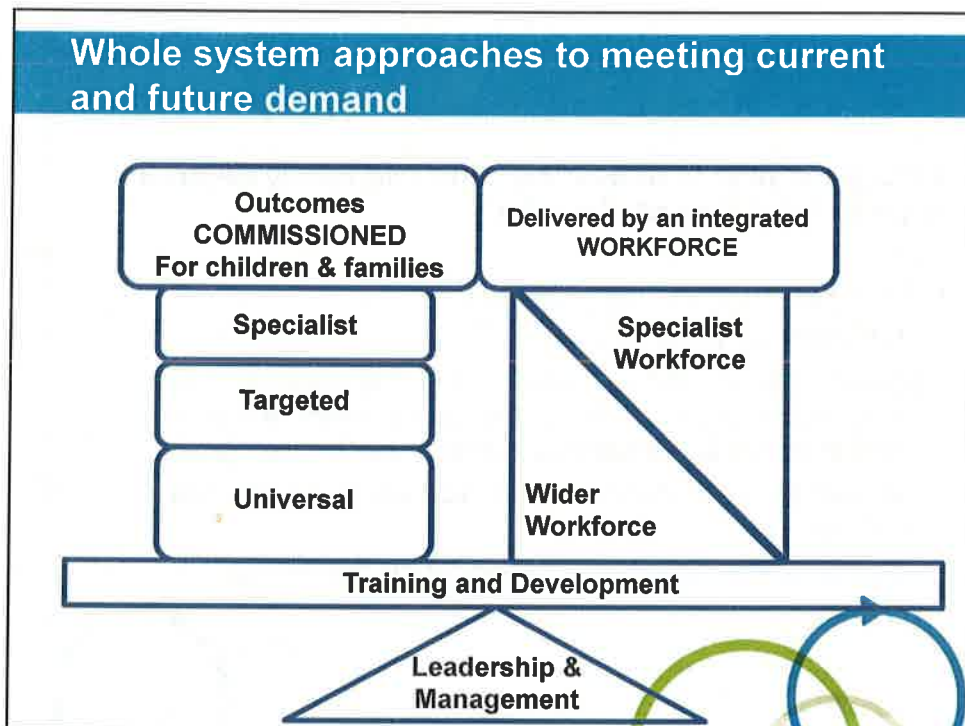 Whole system approaches to meeting current
and future demand
Outcomes
COMMISSIONED
For children & families
Delivered by an integrated
WORKFORCE
Specialist
Targeted
Universal
Specialist
Workforce
Wider
Workforce
Training and Development
Leadership &
Management